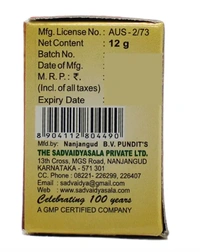 Mfg. License No. : AUS - 2/73
Net Content : 12 g
Batch No. :
Date of Mfg. :
M. R. P. : ₹.
(Incl. of all taxes)
Expiry Date :
8 904112 804490
Mfd.by: Nanjangud B. V. PUNDIT'S
THE SADVAIDYASALA PRIVATE LTD.
13th Cross, MGS Road, NANJANGUD
KARNATAKA – 571 301
CC. Phone : 08221- 226299, 226407
Email : sadvaidya@gmail.com
Web : www.sadvaidyasala.com
Celebrating 100 years
A GMP CERTIFIED COMPANY